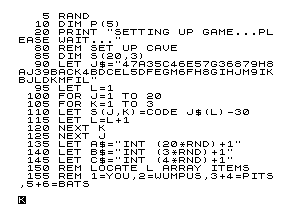 5 RAND
10 DIM P(5)
20 PRINT "SETTING UP GAME...PL
EASE WAIT..."
80 REM SET UP CAVE
85 DIM S(20,3)
90 LET J$="47A35C46E57G36879H8
AJ39BACK4BDCEL5DFEGM6FH8GIHJM9IK
BJLDKMFIL"
95 LET L=1
100 FOR J=1 TO 20
105 FOR K=1 TO 3
110 LET S(J,K)=CODE J$(L)-30
115 LET L=L+1
120 NEXT K
125 NEXT J
135 LET A$="INT (20*RND)+1"
140 LET B$="INT (3*RND)+1"
145 LET C$="INT (4*RND)+1"
150 REM LOCATE L ARRAY ITEMS
155 REM 1=YOU,2=WUMPUS,3+4=PITS
,5+6=BATS
K